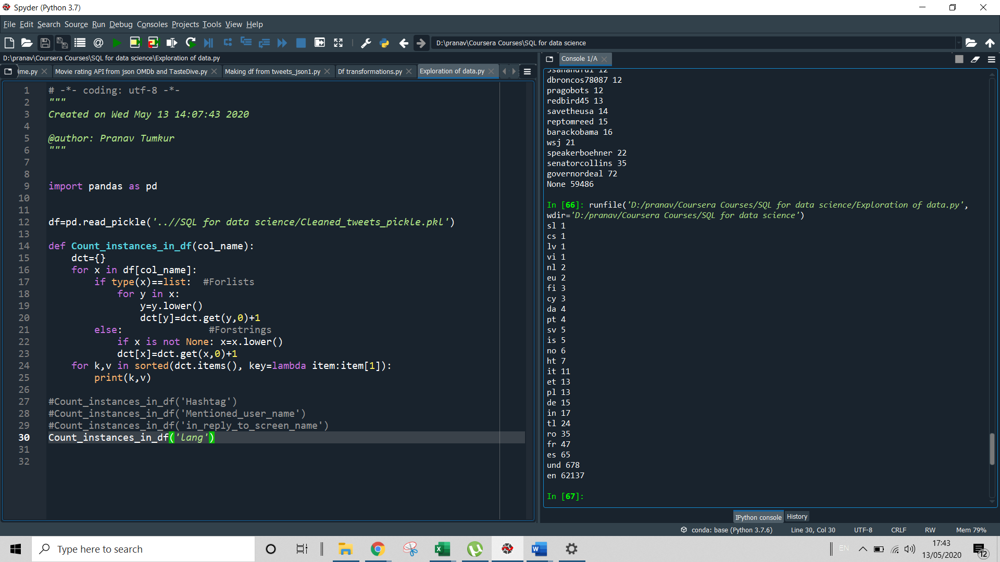 Spyder (Python 3.7)
File Edit Search Source Run Debug Consoles Projects Tools View Help
D:\pranav\Coursera Courses\SQL for data science
D:\pranav\Coursera Courses\SQL for data science\Exploration of data.py
ime.py Movie rating API from json OMDb and TasteDive.py Making df from tweets_json1.py Df transformations.py Exploration of data.py
1 # -*- coding: utf-8 -*-
2 """
3 Created on Wed May 13 14:07:43 2020
4
5 @author: Pranav Tumkur
6 """
7
8
9 import pandas as pd
10
11
12 df=pd.read_pickle('..//SQL for data science/Cleaned_tweets_pickle.pkl')
13
14 def Count_instances_in_df(col_name):
15     dct={}
16     for x in df[col_name]:
17         if type(x)==list:  #Forlists
18             for y in x:
19                 y=y.lower()
20                 dct[y]=dct.get(y,0)+1
21         else:               #Forstrings
22             if x is not None: x=x.lower()
23             dct[x]=dct.get(x,0)+1
24     for k,v in sorted(dct.items(), key=lambda item:item[1]):
25         print(k,v)
26
27 #Count_instances_in_df('Hashtag')
28 #Count_instances_in_df('Mentioned_user_name')
29 #Count_instances_in_df('in_reply_to_screen_name')
30 Count_instances_in_df('lang')
31
32
Console 1/A
dbroncos78087 12
pragobots 12
redbird45 13
savetheusa 14
reptomreed 15
barackobama 16
wsj 21
speakerboehner 22
senatorcollins 35
governordeal 72
None 59486
In [66]: runfile('D:/pranav/Coursera Courses/SQL for data science/Exploration of data.py',
wdir='D:/pranav/Coursera Courses/SQL for data science')
sl 1
cs 1
lv 1
vi 1
nl 2
eu 2
fi 3
cy 3
da 4
pt 4
sv 5
is 5
no 6
ht 7
it 11
et 13
pl 13
de 15
in 17
tl 24
ro 35
fr 47
es 65
und 678
en 62137
In [67]:
IPython console History
conda: base (Python 3.7.6) Line 30, Col 30 UTF-8 CRLF RW Mem 79%
Type here to search
EN
17:43
13/05/2020
12